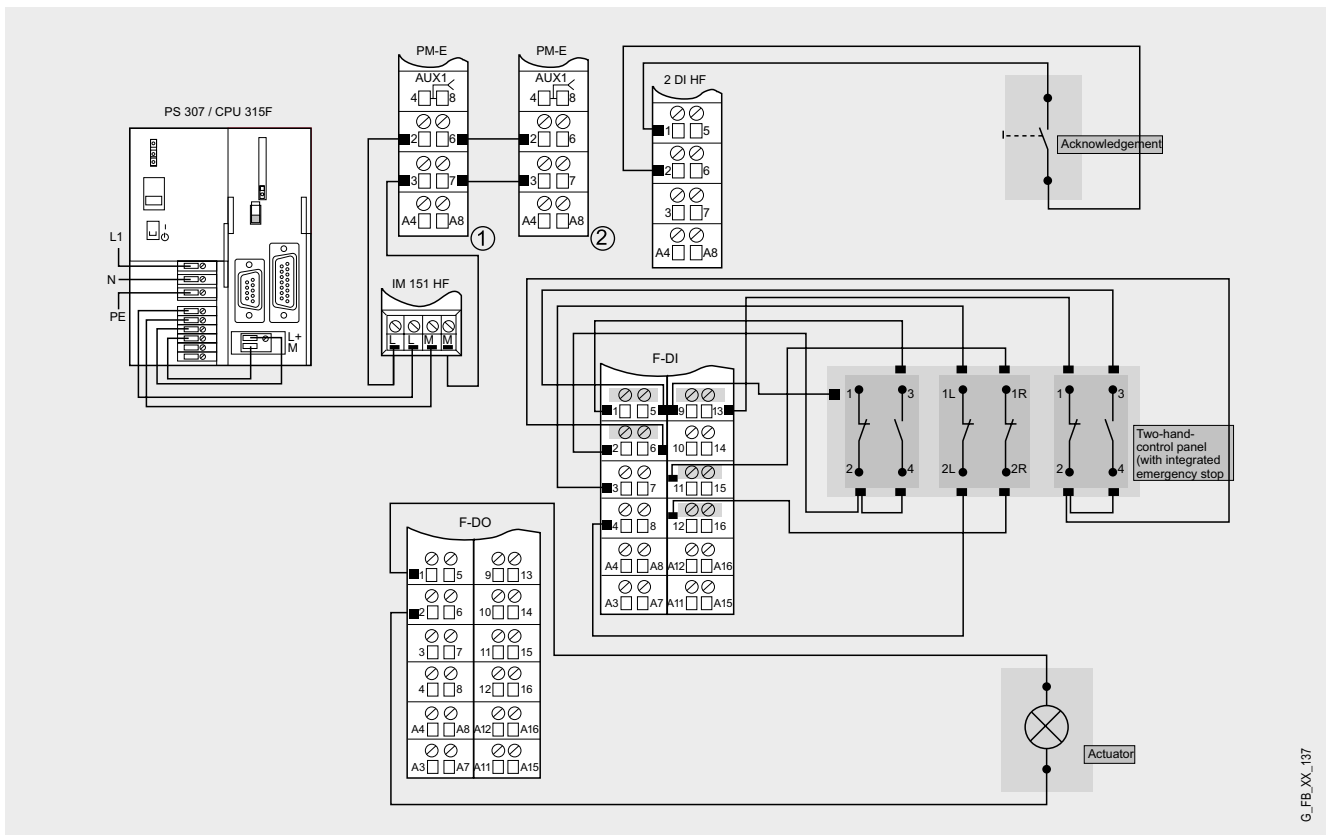 PM-E
PM-E
2 DI HF
PS 307 / CPU 315F
AUX1
4 8
2 6
3 7
A4 A8
1
AUX1
4 8
2 6
3 7
A4 A8
2
1 5
2 6
3 7
A4 A8
Acknowledgement
L1
N
PE
L+
M
IM 151 HF
L L M M
F-DI
1 5 9 13
2 6 10 14
3 7 11 15
4 8 12 16
A4 A8 A12 A16
A3 A7 A11 A15
1 3
2 4
1L 1R
2L 2R
1 3
2 4
Two-hand-
control panel
(with integrated
emergency stop
F-DO
1 5 9 13
2 6 10 14
3 7 11 15
4 8 12 16
A4 A8 A12 A16
A3 A7 A11 A15
Actuator
G_FB_XX_137